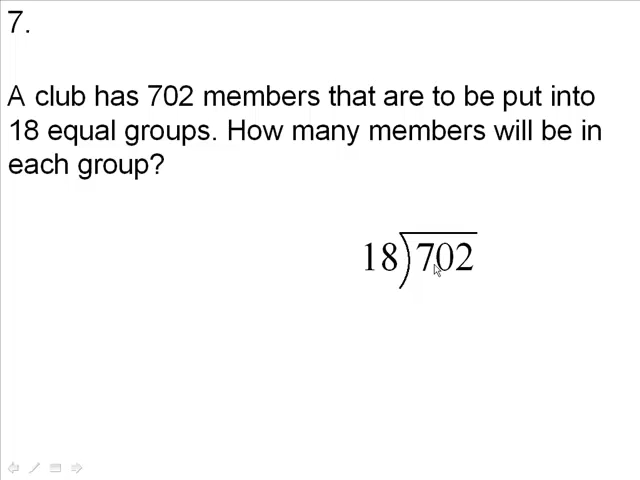 7.
A club has 702 members that are to be put into
18 equal groups. How many members will be in
each group?
18)702